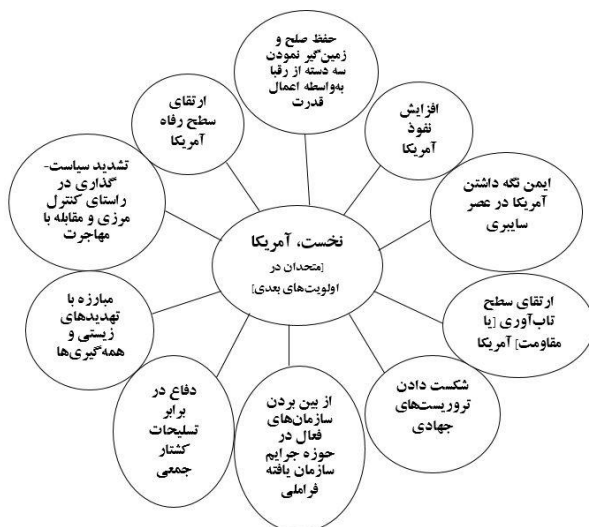 حفظ صلح و
زمین‌گیر نمودن
سه دسته از رقبا
به‌واسطه اعمال
قدرت
افزایش
نفوذ
آمریکا
ایمن نگه داشتن
آمریکا در عصر
سایبری
ارتقای سطح
تاب‌آوری [یا
مقاومت] آمریکا
شکست دادن
تروریست‌های
جهادی
از بین بردن
سازمان‌های
فعال در
حوزه جرایم
سازمان یافته
فراملی
دفاع در
برابر
تسلیحات
کشتار
جمعی
مبارزه با
تهدیدهای
زیستی و
همه‌گیری‌ها
تشدید سیاست-
گذاری در
راستای کنترل
مرزی و مقابله با
مهاجرت
ارتقای
سطح رفاه
آمریکا
نخست، آمریکا
[متحدان در
اولویت‌های بعدی]